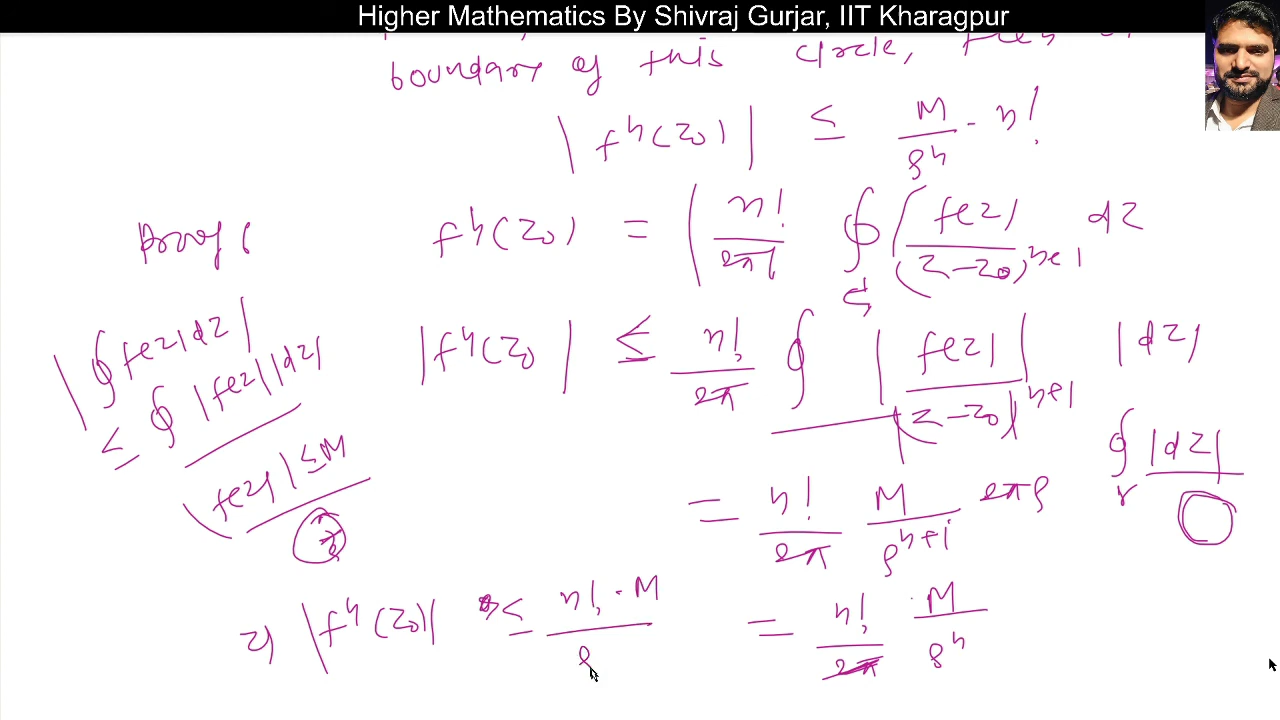 Higher Mathematics By Shivraj Gurjar, IIT Kharagpur
boundary of this circle,
|fⁿ(z₀)| ≤ M/ρⁿ · n!
Proof: fⁿ(z₀) = | n!/2πi ∮_C f(z)/(z-z₀)ⁿ⁺¹ dz
|∮f(z)dz|
≤ ∮|f(z)||dz|
|f(z)| ≤ M
|fⁿ(z₀| ≤ n!/2π ∮ |f(z)|/|(z-z₀)|ⁿ⁺¹ |dz|
∮_r |dz|
= n!/2π M/ρⁿ⁺¹ 2πρ
= n!/2π · M/ρⁿ
⇒ |fⁿ(z₀)| ≤ n! · M/ρ